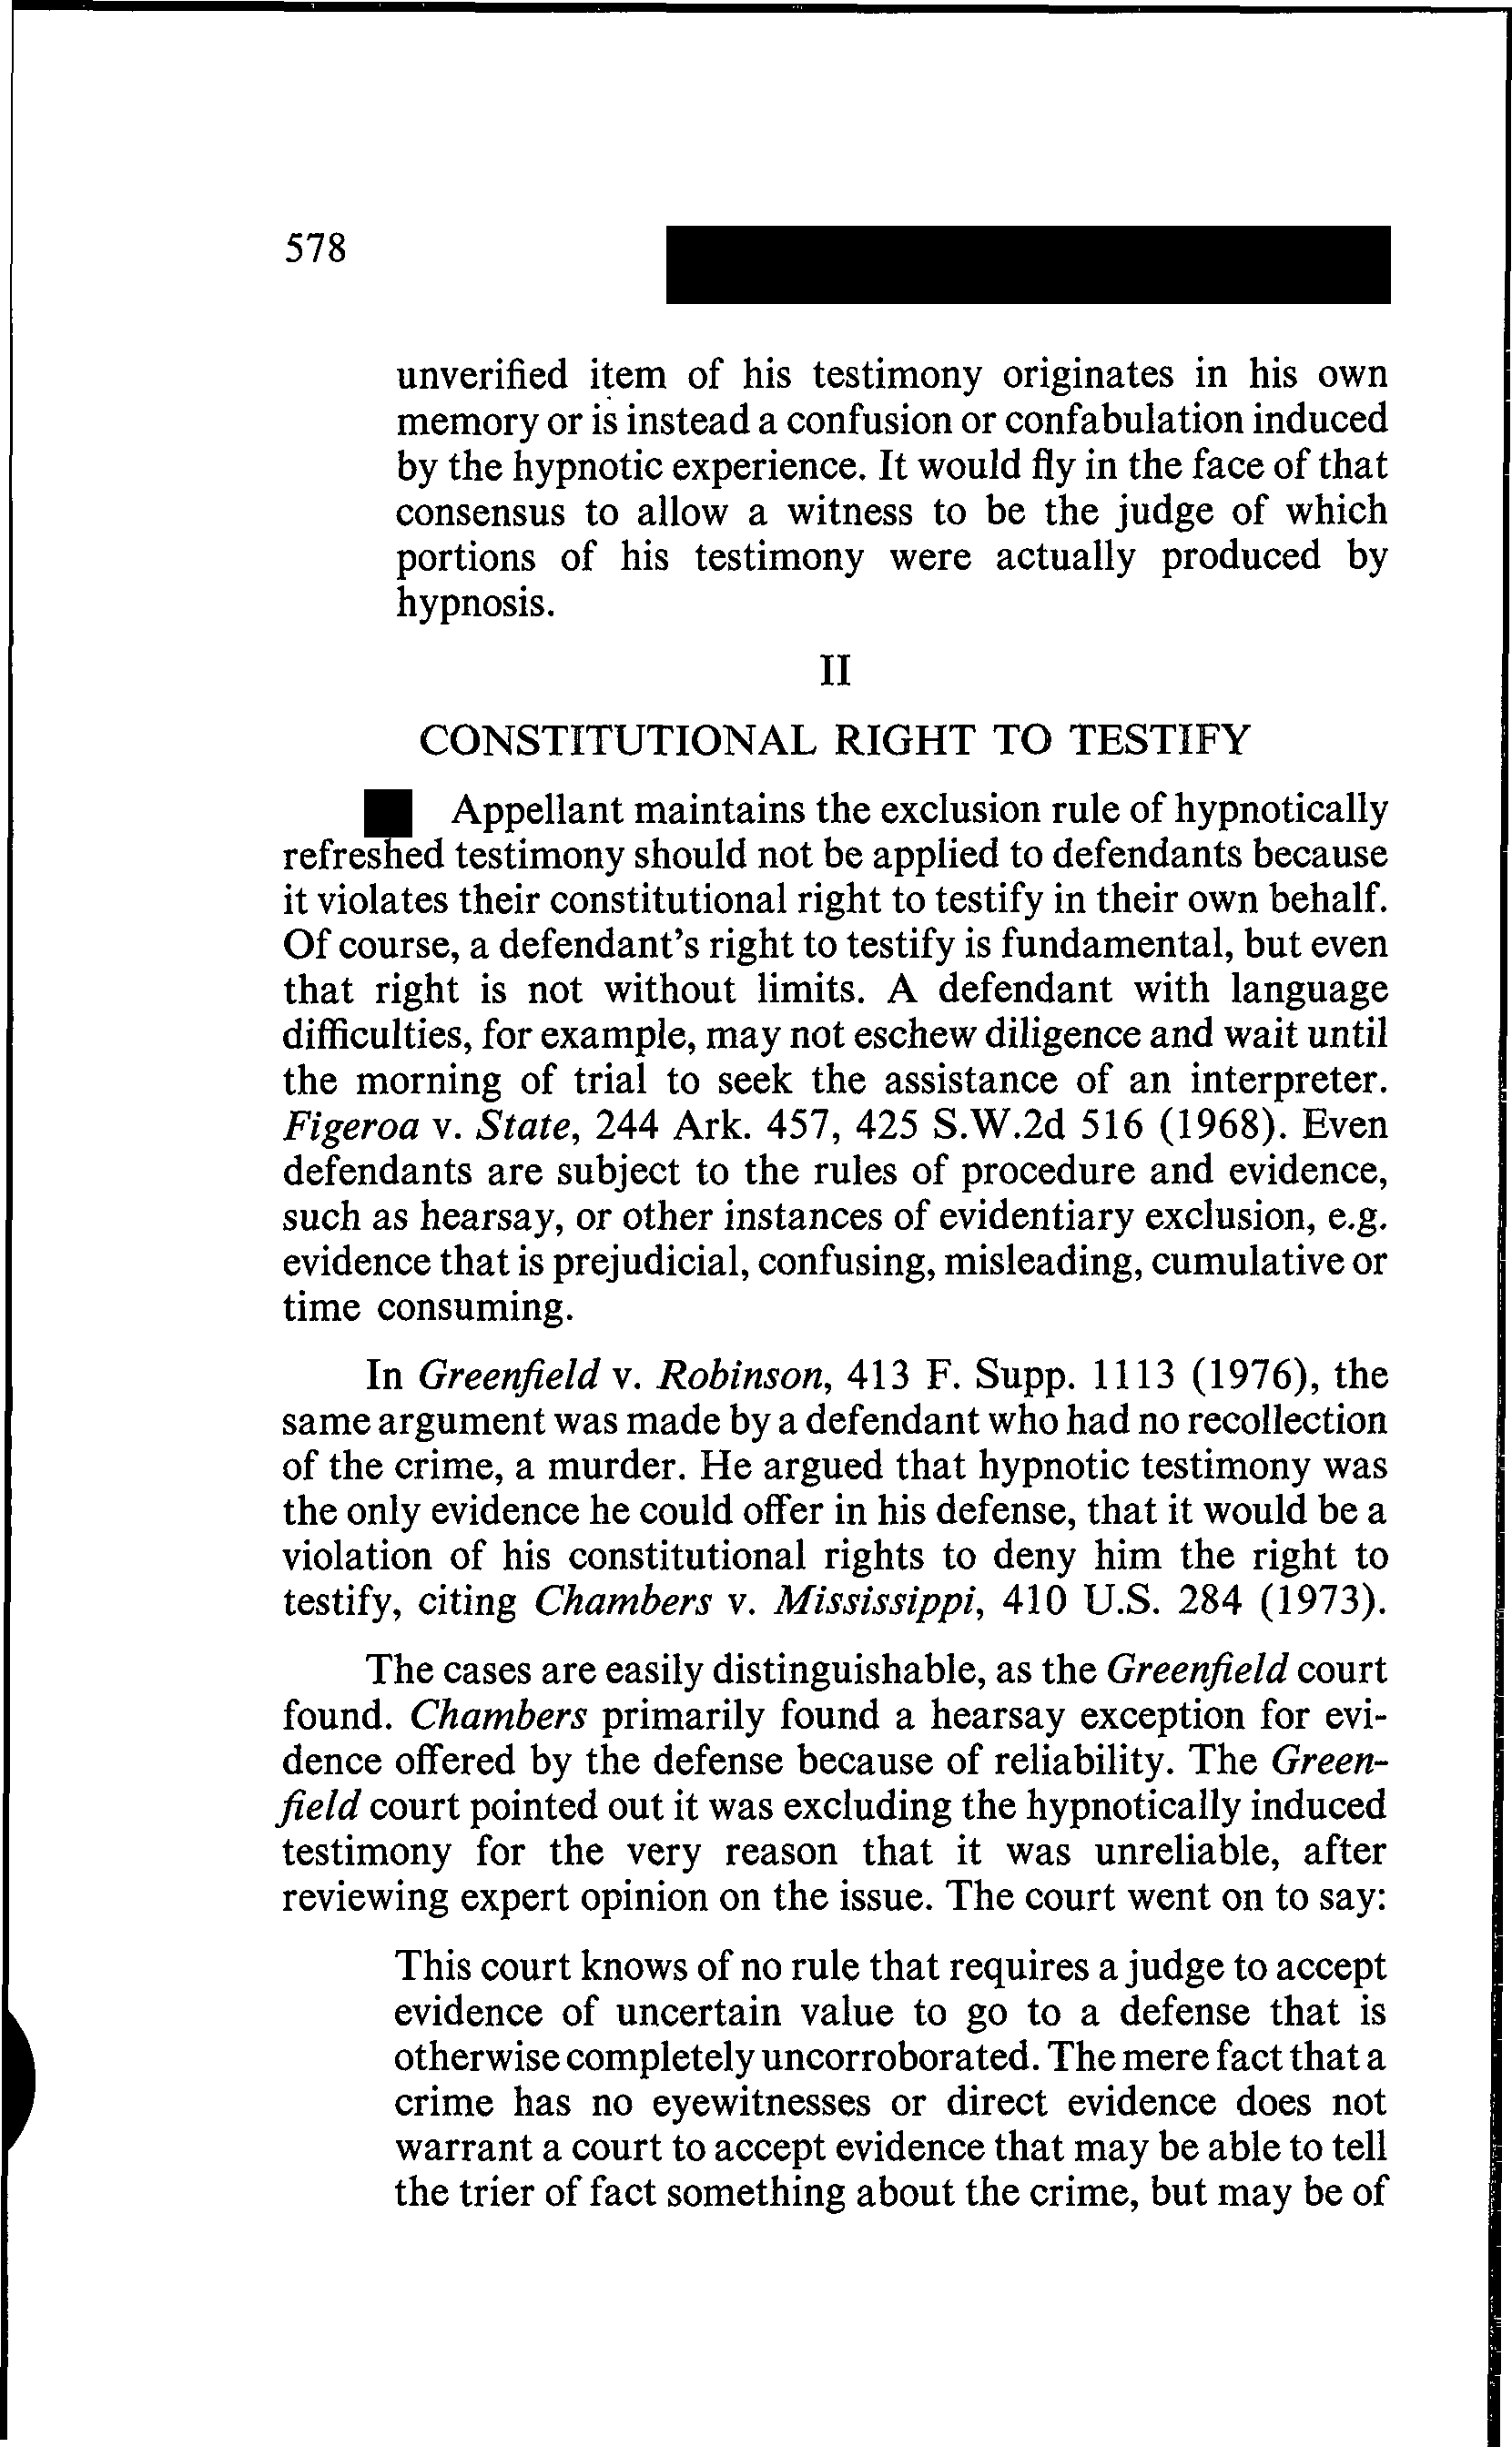 578
unverified item of his testimony originates in his own
memory or is instead a confusion or confabulation induced
by the hypnotic experience. It would fly in the face of that
consensus to allow a witness to be the judge of which
portions of his testimony were actually produced by
hypnosis.
II
CONSTITUTIONAL RIGHT TO TESTIFY
Appellant maintains the exclusion rule of hypnotically
refreshed testimony should not be applied to defendants because
it violates their constitutional right to testify in their own behalf.
Of course, a defendant's right to testify is fundamental, but even
that right is not without limits. A defendant with language
difficulties, for example, may not eschew diligence and wait until
the morning of trial to seek the assistance of an interpreter.
Figeroa v. State, 244 Ark. 457, 425 S.W.2d 516 (1968). Even
defendants are subject to the rules of procedure and evidence,
such as hearsay, or other instances of evidentiary exclusion, e.g.
evidence that is prejudicial, confusing, misleading, cumulative or
time consuming.
In Greenfield v. Robinson, 413 F. Supp. 1113 (1976), the
same argument was made by a defendant who had no recollection
of the crime, a murder. He argued that hypnotic testimony was
the only evidence he could offer in his defense, that it would be a
violation of his constitutional rights to deny him the right to
testify, citing Chambers v. Mississippi, 410 U.S. 284 (1973).
The cases are easily distinguishable, as the Greenfield court
found. Chambers primarily found a hearsay exception for evi-
dence offered by the defense because of reliability. The Green-
field court pointed out it was excluding the hypnotically induced
testimony for the very reason that it was unreliable, after
reviewing expert opinion on the issue. The court went on to say:
This court knows of no rule that requires a judge to accept
evidence of uncertain value to go to a defense that is
otherwise completely uncorroborated. The mere fact that a
crime has no eyewitnesses or direct evidence does not
warrant a court to accept evidence that may be able to tell
the trier of fact something about the crime, but may be of